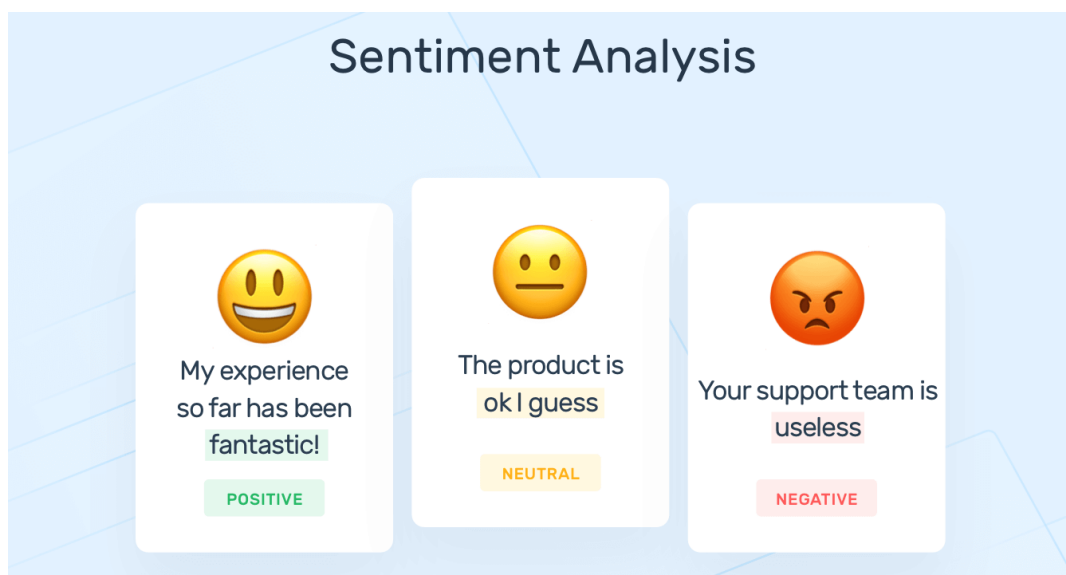 Sentiment Analysis
My experience
so far has been
fantastic!
POSITIVE
The product is
ok I guess
NEUTRAL
Your support team is
useless
NEGATIVE